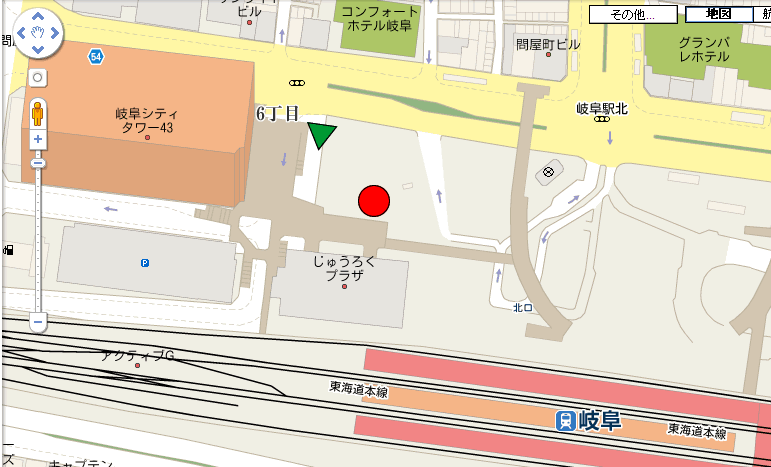 ビル
コンフォート
ホテル岐阜
その他...
地図
問屋町ビル
グランパ
レホテル
54
岐阜シティ
タワー43
6丁目
岐阜駅北
P
じゅうろく
プラザ
北口
アクティブG
東海道本線
岐阜
東海道本線
キャプテン